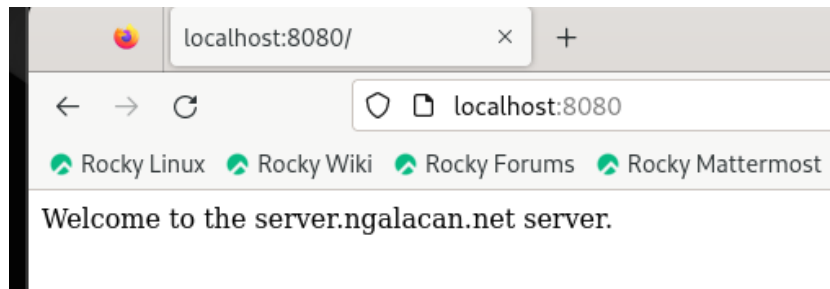 localhost:8080/
localhost:8080
Rocky Linux Rocky Wiki Rocky Forums Rocky Mattermost
Welcome to the server.ngalacan.net server.